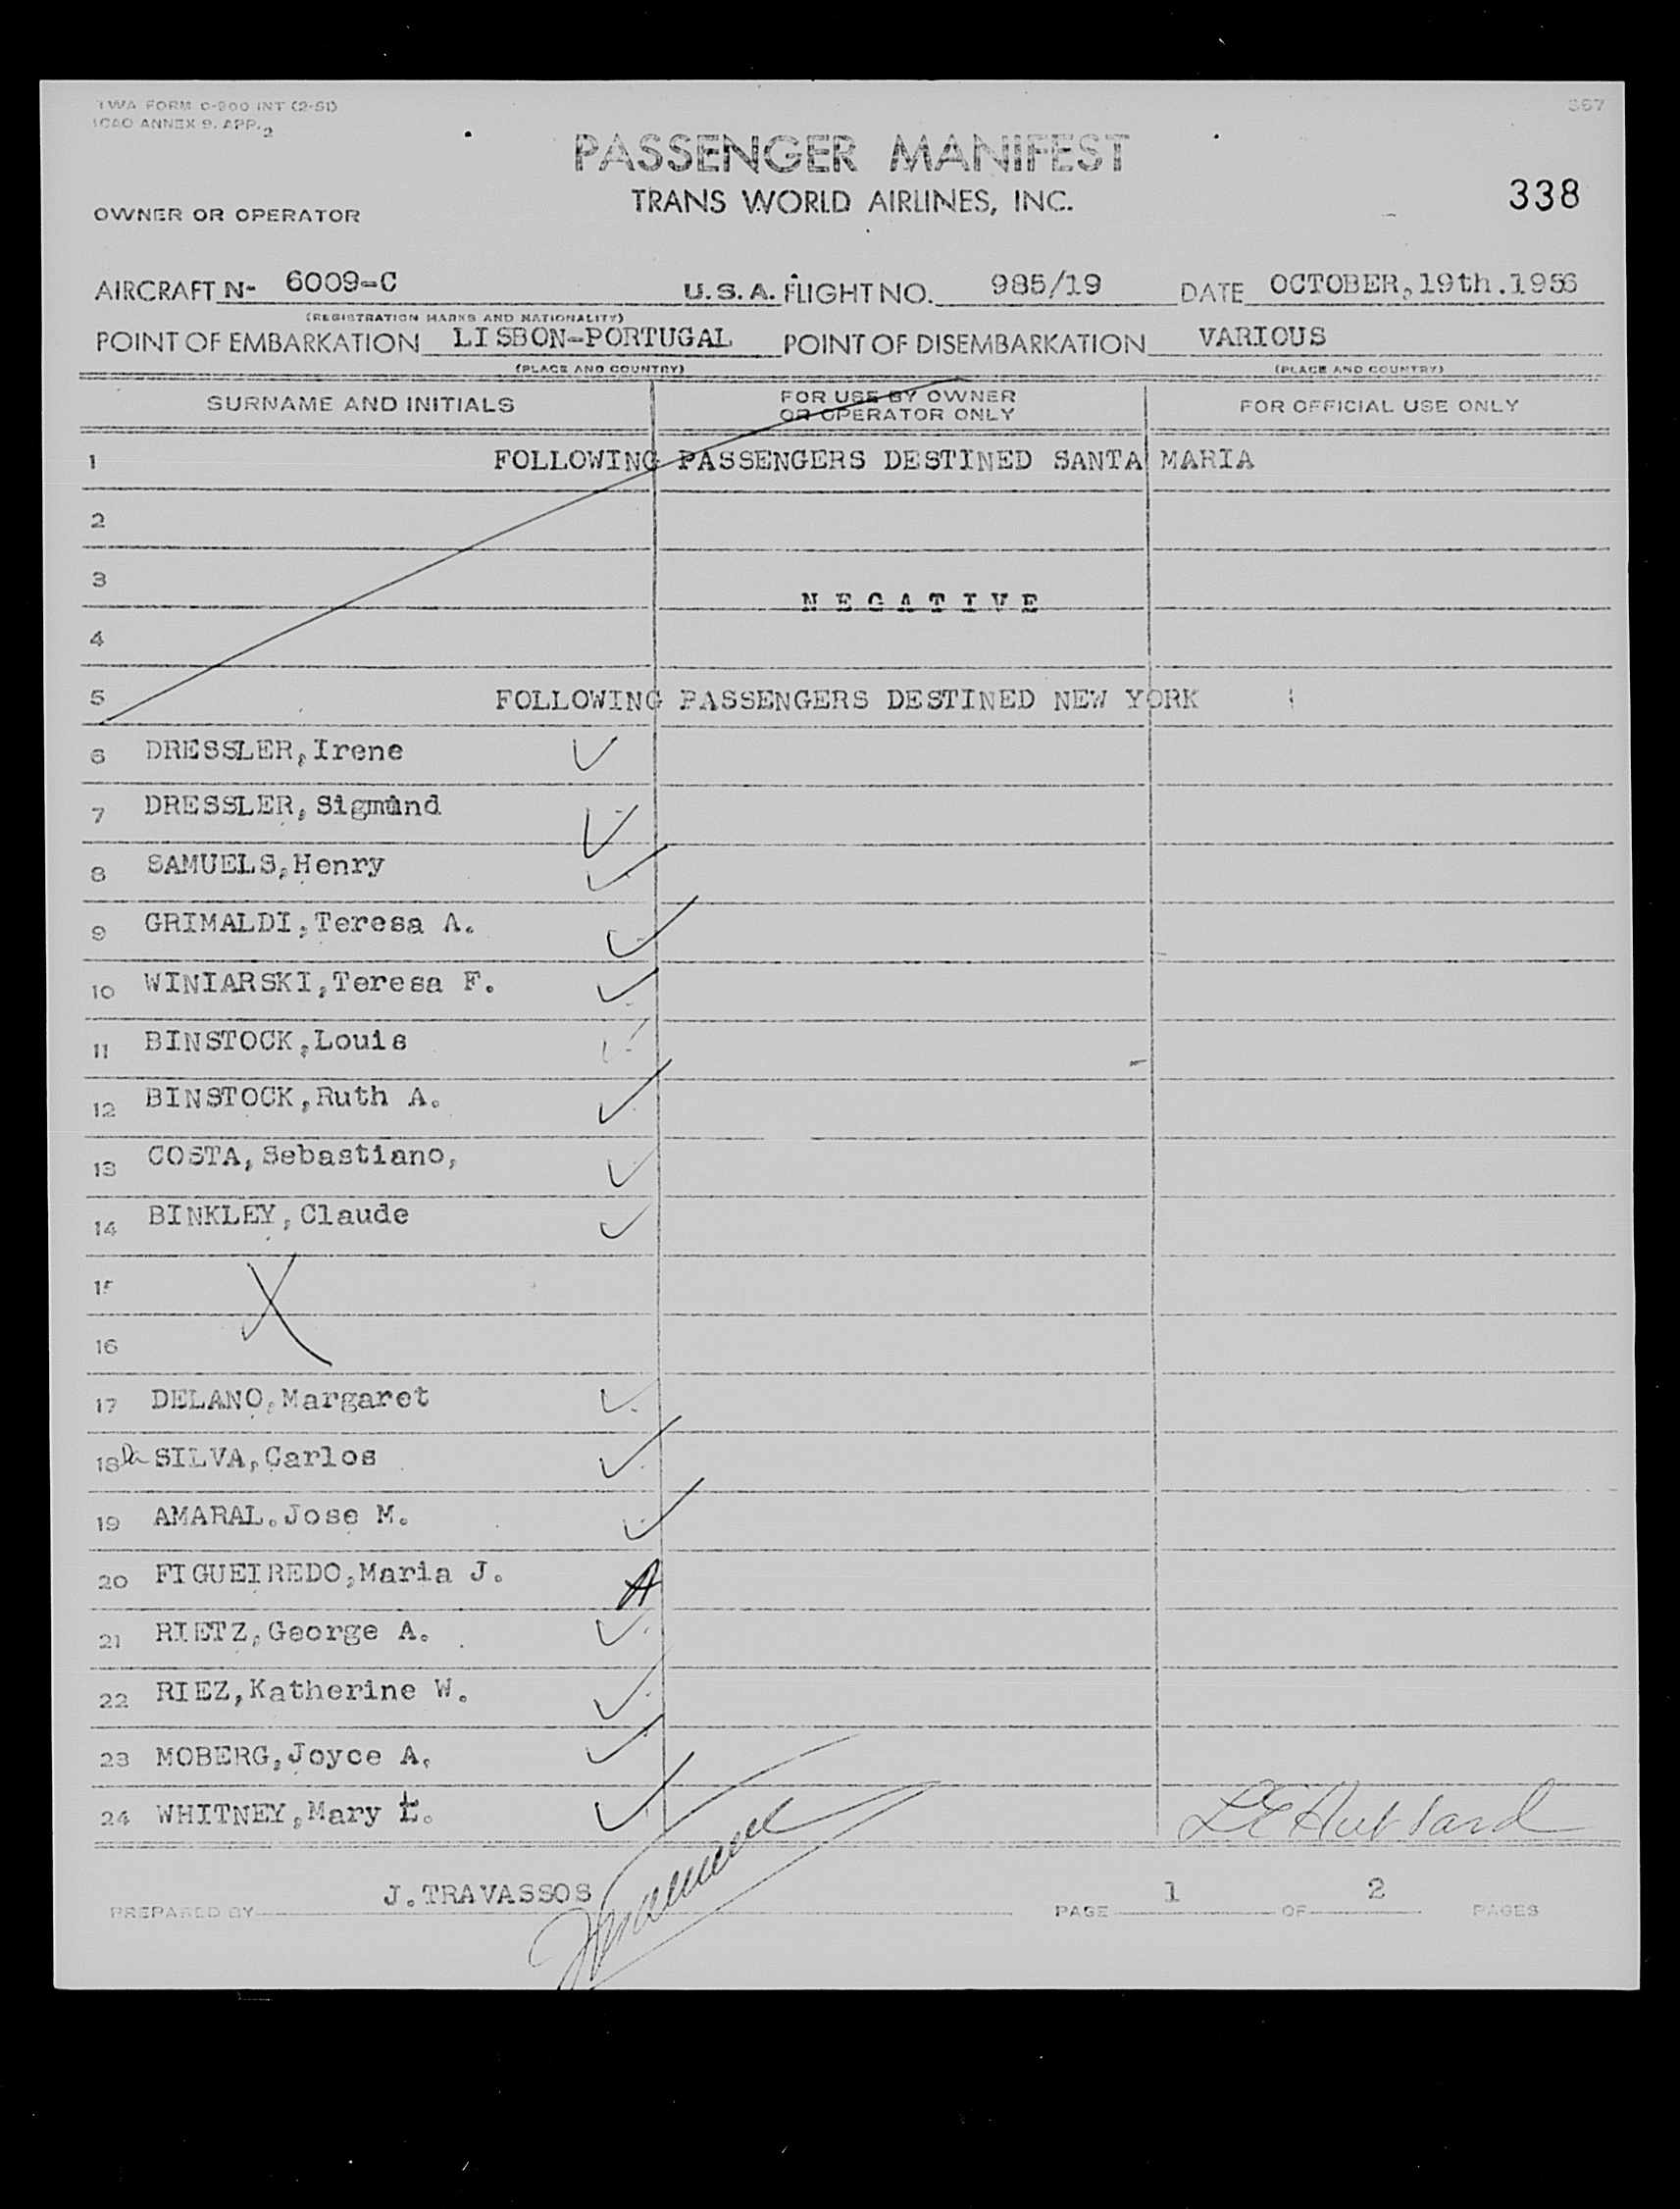 TWA FORM C-900 INT (2-51)
ICAO ANNEX 9. APP. 2
367
PASSENGER MANIFEST
TRANS WORLD AIRLINES, INC.
338
OWNER OR OPERATOR
AIRCRAFT N- 6009-C U.S.A. FLIGHT NO. 985/19 DATE OCTOBER, 19th.1956
(REGISTRATION MARKS AND NATIONALITY)
POINT OF EMBARKATION LISBON-PORTUGAL POINT OF DISEMBARKATION VARIOUS
(PLACE AND COUNTRY) (PLACE AND COUNTRY)
SURNAME AND INITIALS FOR USE BY OWNER OR OPERATOR ONLY FOR OFFICIAL USE ONLY
1 FOLLOWING PASSENGERS DESTINED SANTA MARIA
2
3 NEGATIVE
4
5 FOLLOWING PASSENGERS DESTINED NEW YORK
6 DRESSLER, Irene
7 DRESSLER, Sigmund
8 SAMUELS, Henry
9 GRIMALDI, Teresa A.
10 WINIARSKI, Teresa F.
11 BINSTOCK, Louis
12 BINSTOCK, Ruth A.
13 COSTA, Sebastiano,
14 BINKLEY, Claude
15
16
17 DELANO, Margaret
18 Da SILVA, Carlos
19 AMARAL. Jose M.
20 FIGUEIREDO, Maria J. A
21 RIETZ, George A.
22 RIEZ, Katherine W.
23 MOBERG, Joyce A.
24 WHITNEY, Mary L.
LE Hubbard
PREPARED BY J.TRAVASSOS PAGE 1 OF 2 PAGES